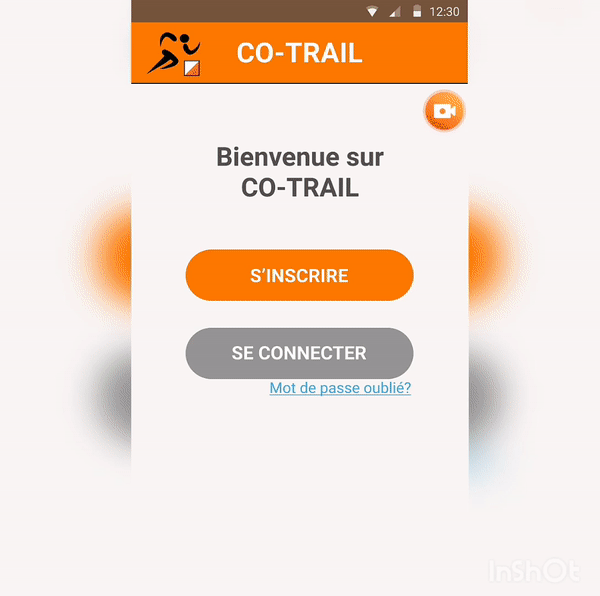 12:30
CO-TRAIL
Bienvenue sur
CO-TRAIL
S'INSCRIRE
SE CONNECTER
Mot de passe oublié?
InShOt